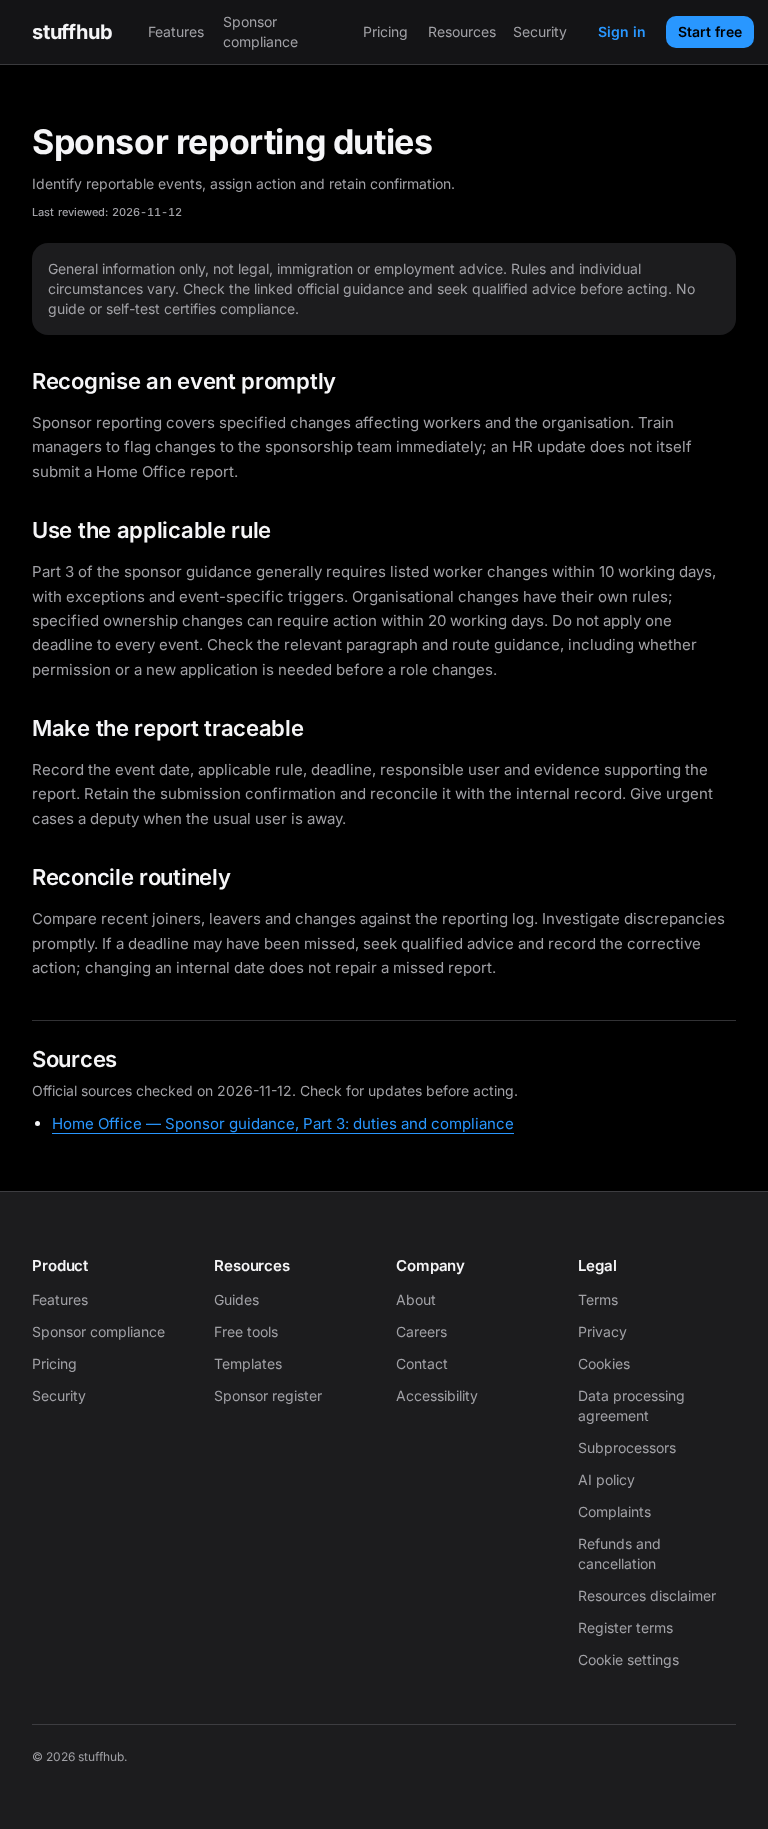 stuffhub
Features
Sponsor
compliance
Pricing
Resources
Security
Sign in
Start free
Sponsor reporting duties
Identify reportable events, assign action and retain confirmation.
Last reviewed: 2026-11-12
General information only, not legal, immigration or employment advice. Rules and individual
circumstances vary. Check the linked official guidance and seek qualified advice before acting. No
guide or self-test certifies compliance.
Recognise an event promptly
Sponsor reporting covers specified changes affecting workers and the organisation. Train
managers to flag changes to the sponsorship team immediately; an HR update does not itself
submit a Home Office report.
Use the applicable rule
Part 3 of the sponsor guidance generally requires listed worker changes within 10 working days,
with exceptions and event-specific triggers. Organisational changes have their own rules;
specified ownership changes can require action within 20 working days. Do not apply one
deadline to every event. Check the relevant paragraph and route guidance, including whether
permission or a new application is needed before a role changes.
Make the report traceable
Record the event date, applicable rule, deadline, responsible user and evidence supporting the
report. Retain the submission confirmation and reconcile it with the internal record. Give urgent
cases a deputy when the usual user is away.
Reconcile routinely
Compare recent joiners, leavers and changes against the reporting log. Investigate discrepancies
promptly. If a deadline may have been missed, seek qualified advice and record the corrective
action; changing an internal date does not repair a missed report.
Sources
Official sources checked on 2026-11-12. Check for updates before acting.
Home Office — Sponsor guidance, Part 3: duties and compliance
Product
Features
Sponsor compliance
Pricing
Security
Resources
Guides
Free tools
Templates
Sponsor register
Company
About
Careers
Contact
Accessibility
Legal
Terms
Privacy
Cookies
Data processing
agreement
Subprocessors
AI policy
Complaints
Refunds and
cancellation
Resources disclaimer
Register terms
Cookie settings
© 2026 stuffhub.